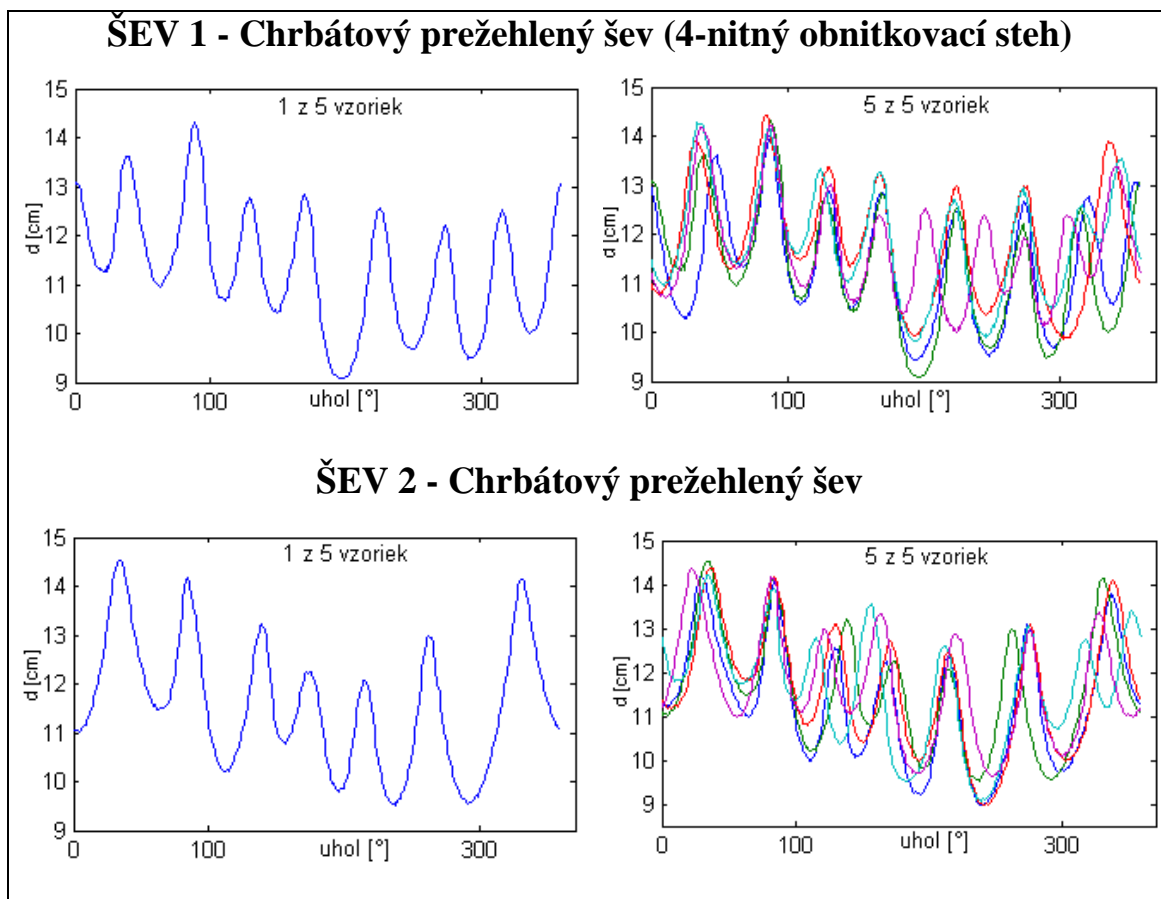 ŠEV 1 - Chrbátový prežehlený šev (4-nitný obnitkovací steh)
15
14
13
12
11
10
9
d [cm]
1 z 5 vzoriek
0
100
300
uhol [°]
15
14
13
12
11
10
9
d [cm]
5 z 5 vzoriek
0
100
300
uhol [°]
ŠEV 2 - Chrbátový prežehlený šev
15
14
13
12
11
10
9
d [cm]
1 z 5 vzoriek
0
100
300
uhol [°]
15
14
13
12
11
10
9
d [cm]
5 z 5 vzoriek
0
100
300
uhol [°]